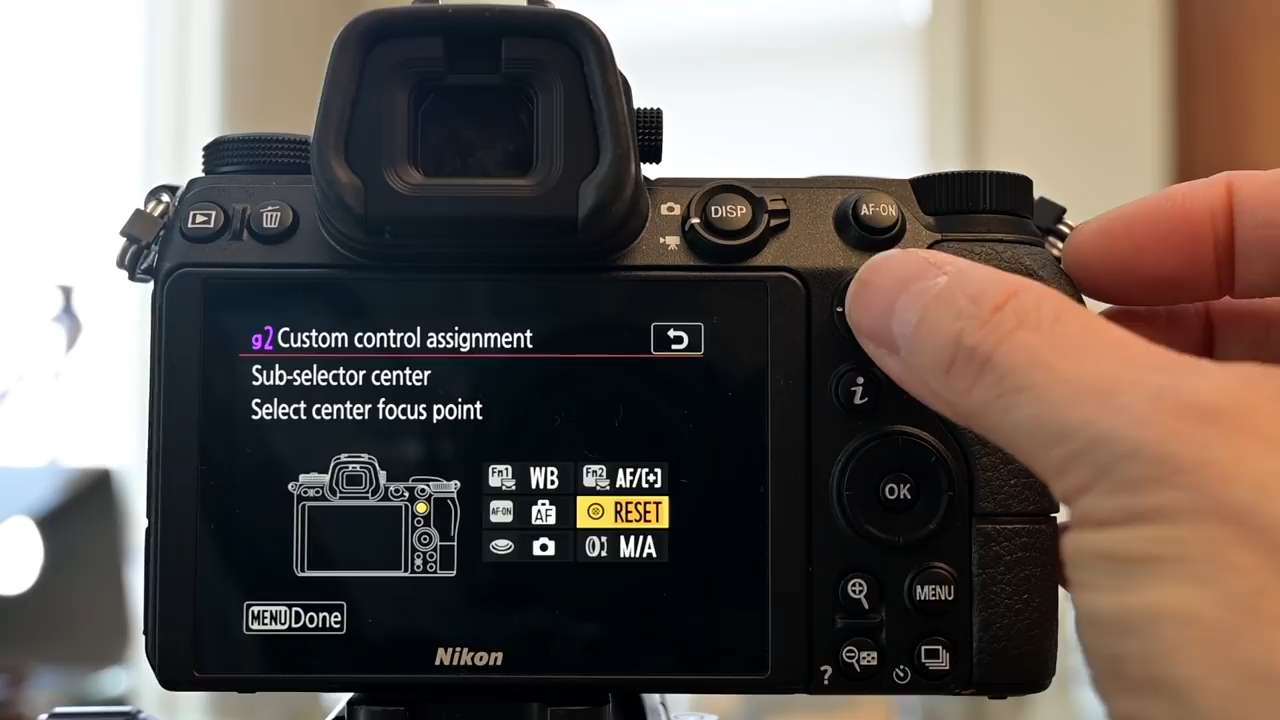 DISP
AF-ON
g2 Custom control assignment
Sub-selector center
Select center focus point
Fn1 WB Fn2 AF/[+]
AF-ON AF RESET
M/A
MENU Done
Nikon
i
OK
MENU
?